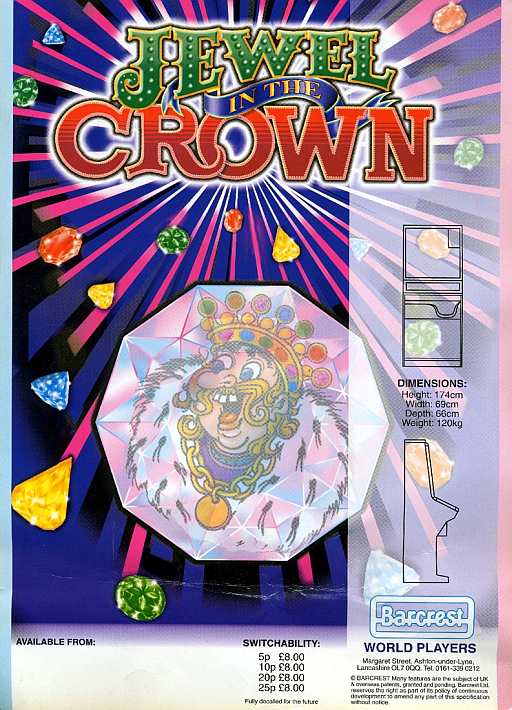 JEWEL
IN THE
CROWN
DIMENSIONS:
Height: 174cm
Width: 69cm
Depth: 66cm
Weight: 120kg
Barcrest
WORLD PLAYERS
Margaret Street, Ashton-under-Lyne,
Lancashire OL7 0QQ. Tel. 0161-339 0212
© BARCREST Many features are the subject of UK
& overseas patents, granted and pending. Barcrest Ltd.
reserves the right as part of its policy of continuous
development to amend any part of this specification
without notice.
AVAILABLE FROM:
SWITCHABILITY:
5p £8.00
10p £8.00
20p £8.00
25p £8.00
Fully decalled for the future